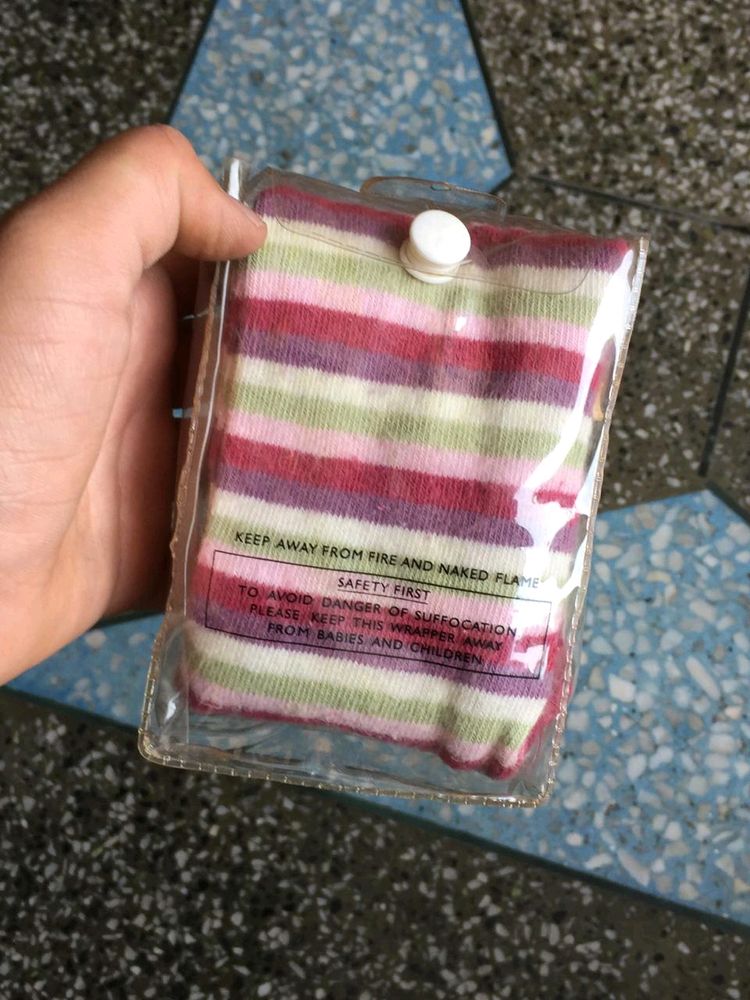 KEEP AWAY FROM FIRE AND NAKED FLAME
SAFETY FIRST
TO AVOID DANGER OF SUFFOCATION
PLEASE KEEP THIS WRAPPER AWAY
FROM BABIES AND CHILDREN